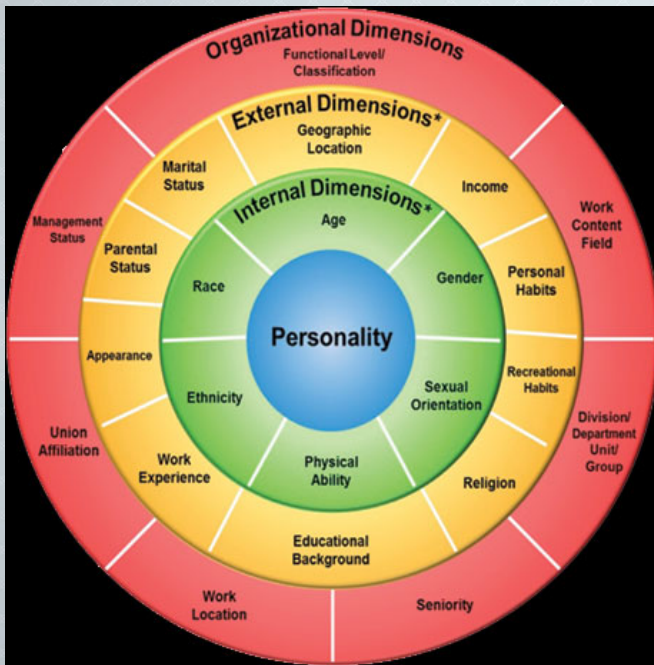 Organizational Dimensions
Functional Level/
Classification
External Dimensions*
Geographic
Location
Marital
Status
Income
Internal Dimensions*
Age
Management
Status
Work
Content
Field
Parental
Status
Personal
Habits
Race
Gender
Personality
Appearance
Recreational
Habits
Ethnicity
Sexual
Orientation
Union
Affiliation
Division/
Department
Unit/
Group
Work
Experience
Physical
Ability
Religion
Educational
Background
Work
Location
Seniority